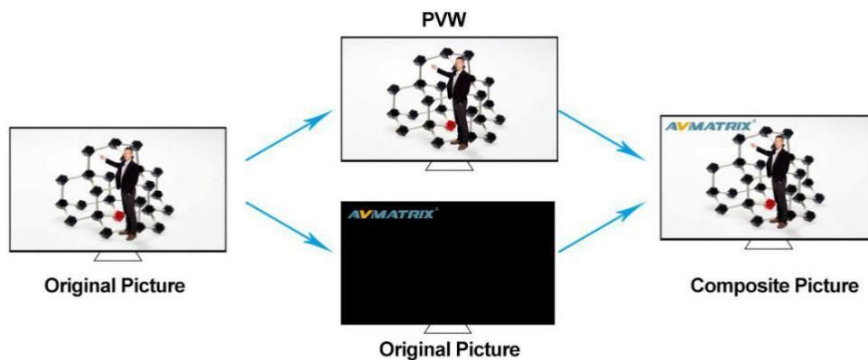 PVW
AVMATRIX®
Original Picture
AVMATRIX®
Original Picture
Composite Picture